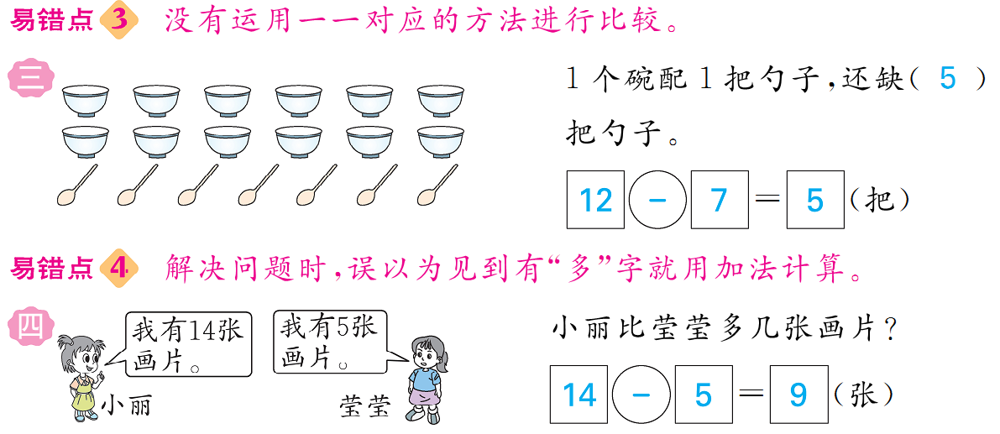 易错点 3 没有运用一一对应的方法进行比较。
三
1个碗配1把勺子,还缺( 5 )
把勺子。
12 - 7 = 5 (把)
易错点 4 解决问题时,误以为见到有“多”字就用加法计算。
四
我有14张
画片。
小丽
我有5张
画片。
莹莹
小丽比莹莹多几张画片?
14 - 5 = 9 (张)